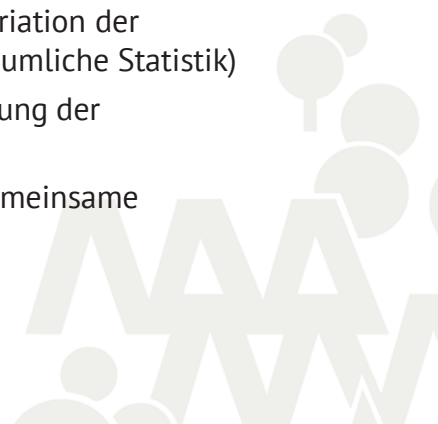 riation der
umliche Statistik)
ung der
meinsame